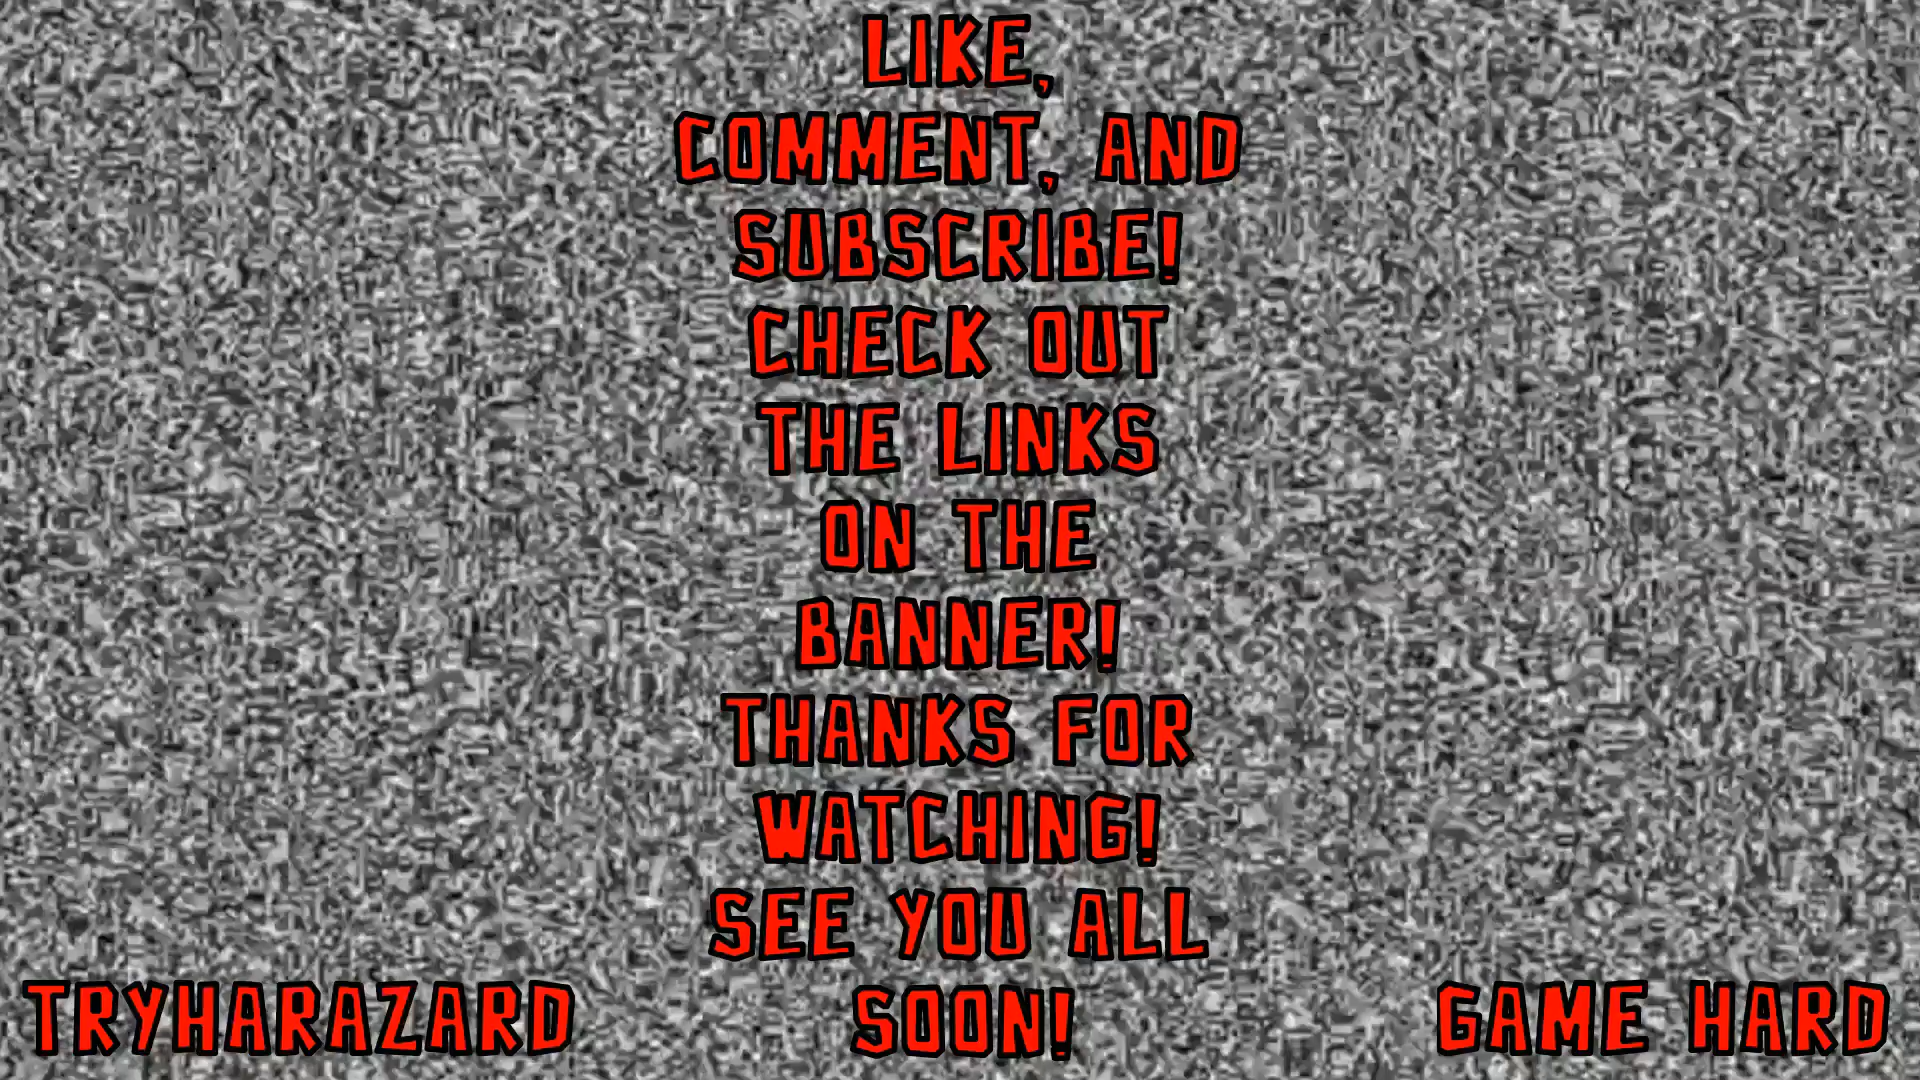 LIKE,
COMMENT, AND
SUBSCRIBE!
CHECK OUT
THE LINKS
ON THE
BANNER!
THANKS FOR
WATCHING!
SEE YOU ALL
SOON!
TRYHARAZARD
GAME HARD